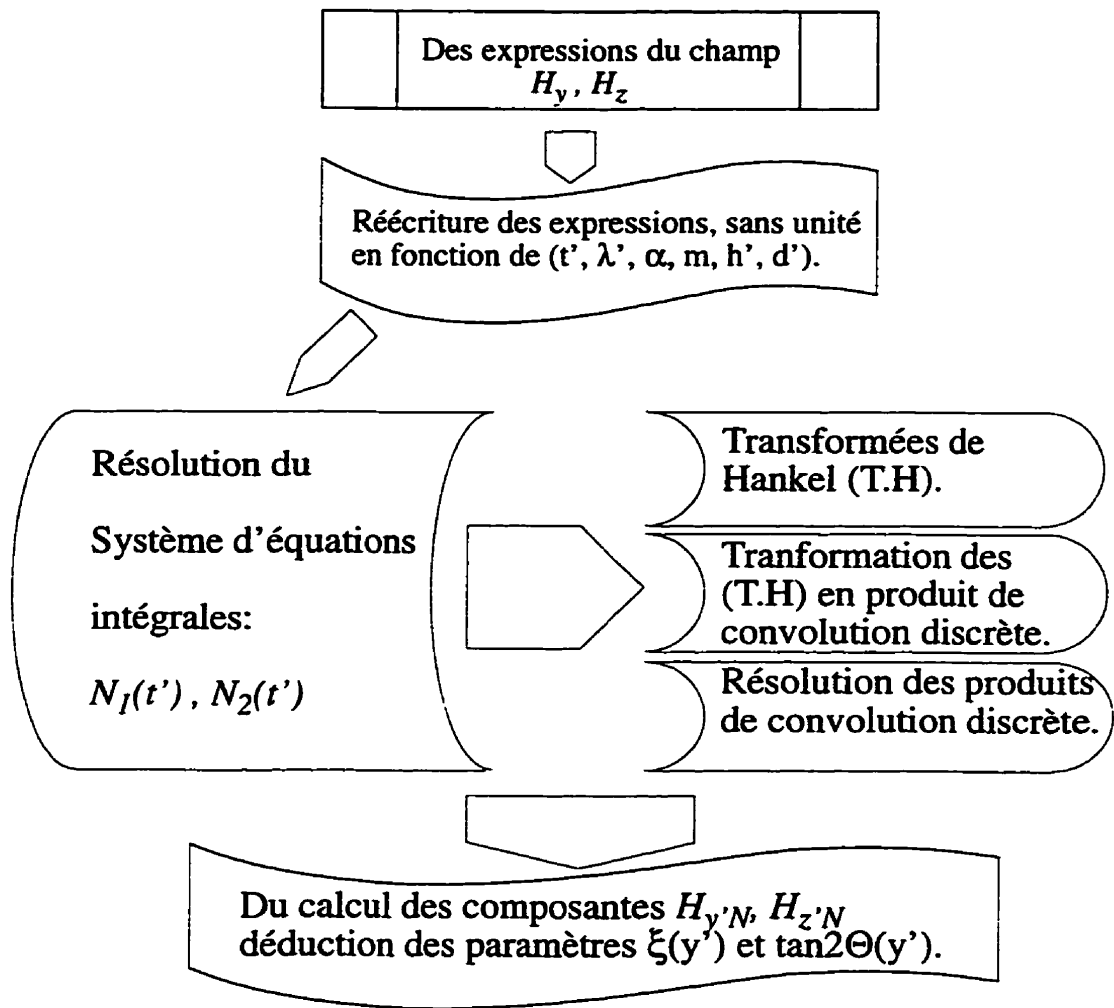 Des expressions du champ
H_y , H_z
Réécriture des expressions, sans unité
en fonction de (t’, λ’, α, m, h’, d’).
Résolution du
Système d’équations
intégrales:
N_1(t’) , N_2(t’)
Transformées de
Hankel (T.H).
Tranformation des
(T.H) en produit de
convolution discrète.
Résolution des produits
de convolution discrète.
Du calcul des composantes H_y’N, H_z’N
déduction des paramètres ξ(y’) et tan2Θ(y’).